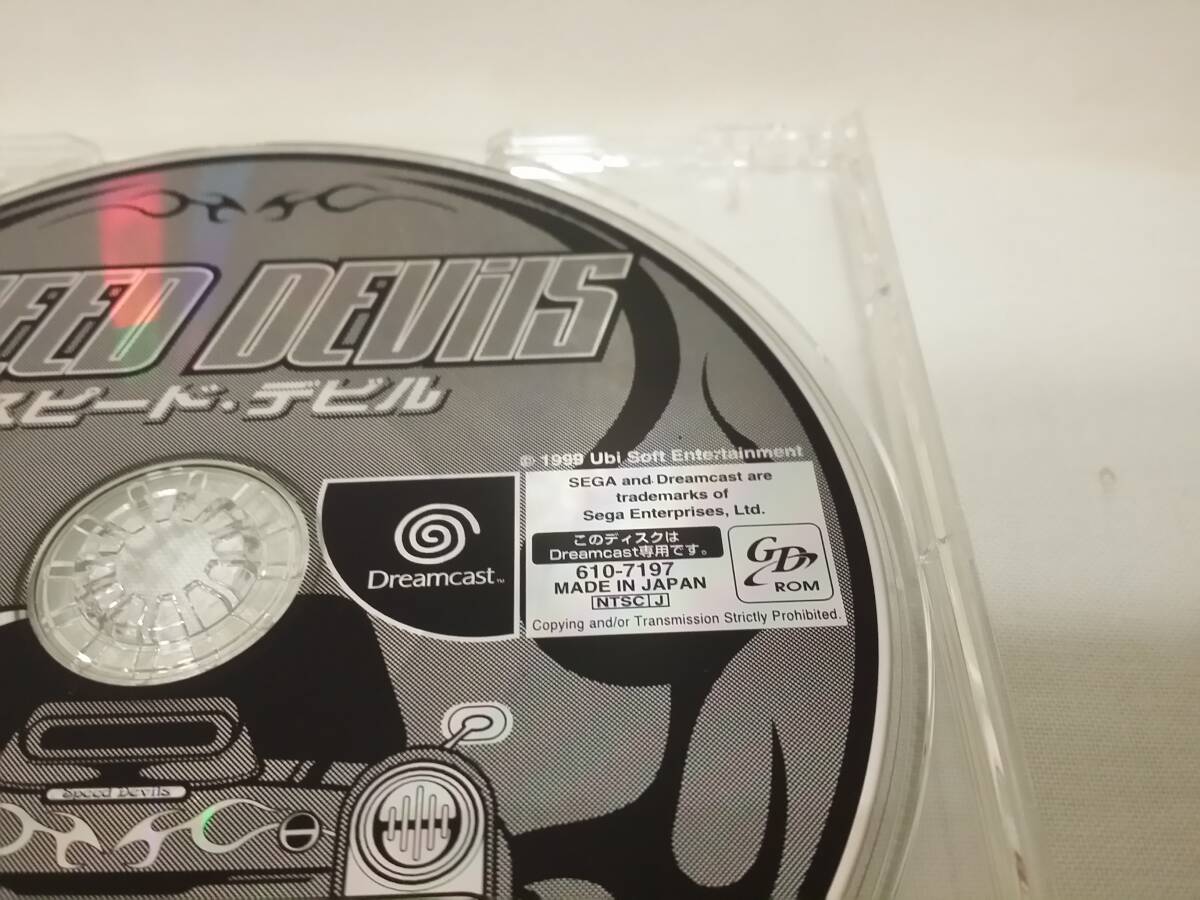 EED DEVilS
スピード・デビル
© 1999 Ubi Soft Entertainment
SEGA and Dreamcast are
trademarks of
Sega Enterprises, Ltd.
このディスクは
Dreamcast専用です。
610-7197
MADE IN JAPAN
NTSC J
Copying and/or Transmission Strictly Prohibited.
Dreamcast™
GD
ROM
Speed Devils